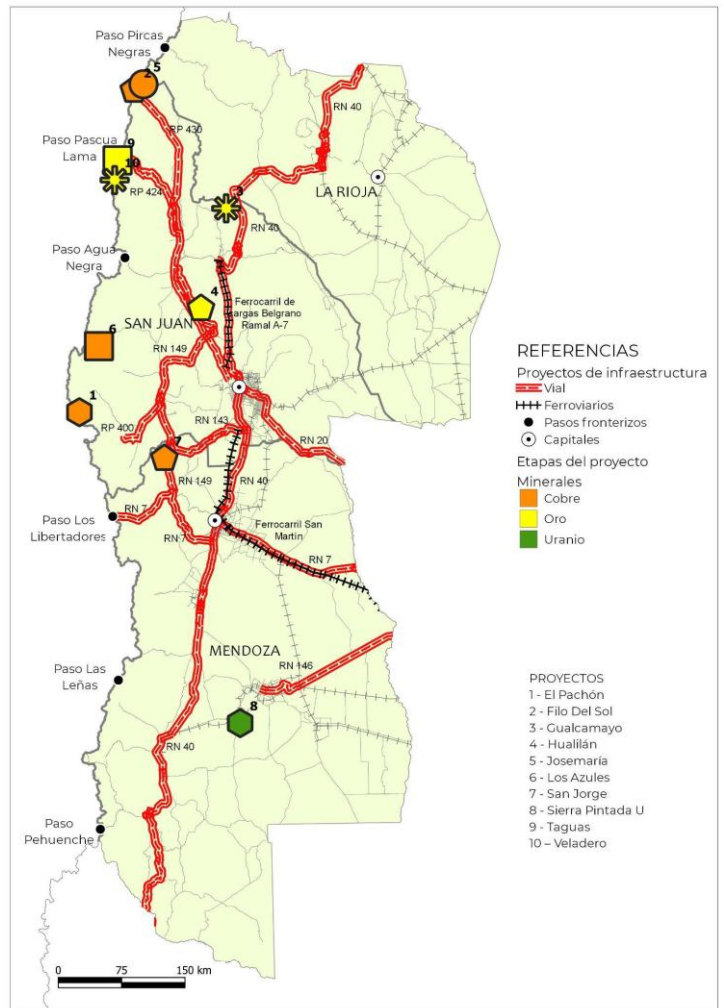 Paso Pircas
Negras
5
2
RN 40
RP 430
Paso Pascua
Lama
9
10
RP 424
LA RIOJA
3
RN 40
Paso Agua
Negra
4
Ferrocarril de
Cargas Belgrano
Ramal A-7
SAN JUAN
6
RN 149
1
RP 400
RN 143
RN 20
7
RN 149
RN 40
Paso Los
Libertadores
RN 7
RN 7
Ferrocarril San
Martin
RN 7
MENDOZA
RN 146
Paso Las
Leñas
8
RN 40
Paso
Pehuenche
0 75 150 km
REFERENCIAS
Proyectos de infraestructura
Vial
Ferroviarios
Pasos fronterizos
Capitales
Etapas del proyecto
Minerales
Cobre
Oro
Uranio
PROYECTOS
1 - El Pachón
2 - Filo Del Sol
3 - Gualcamayo
4 - Hualilán
5 - Josemaría
6 - Los Azules
7 - San Jorge
8 - Sierra Pintada U
9 - Taguas
10 – Veladero